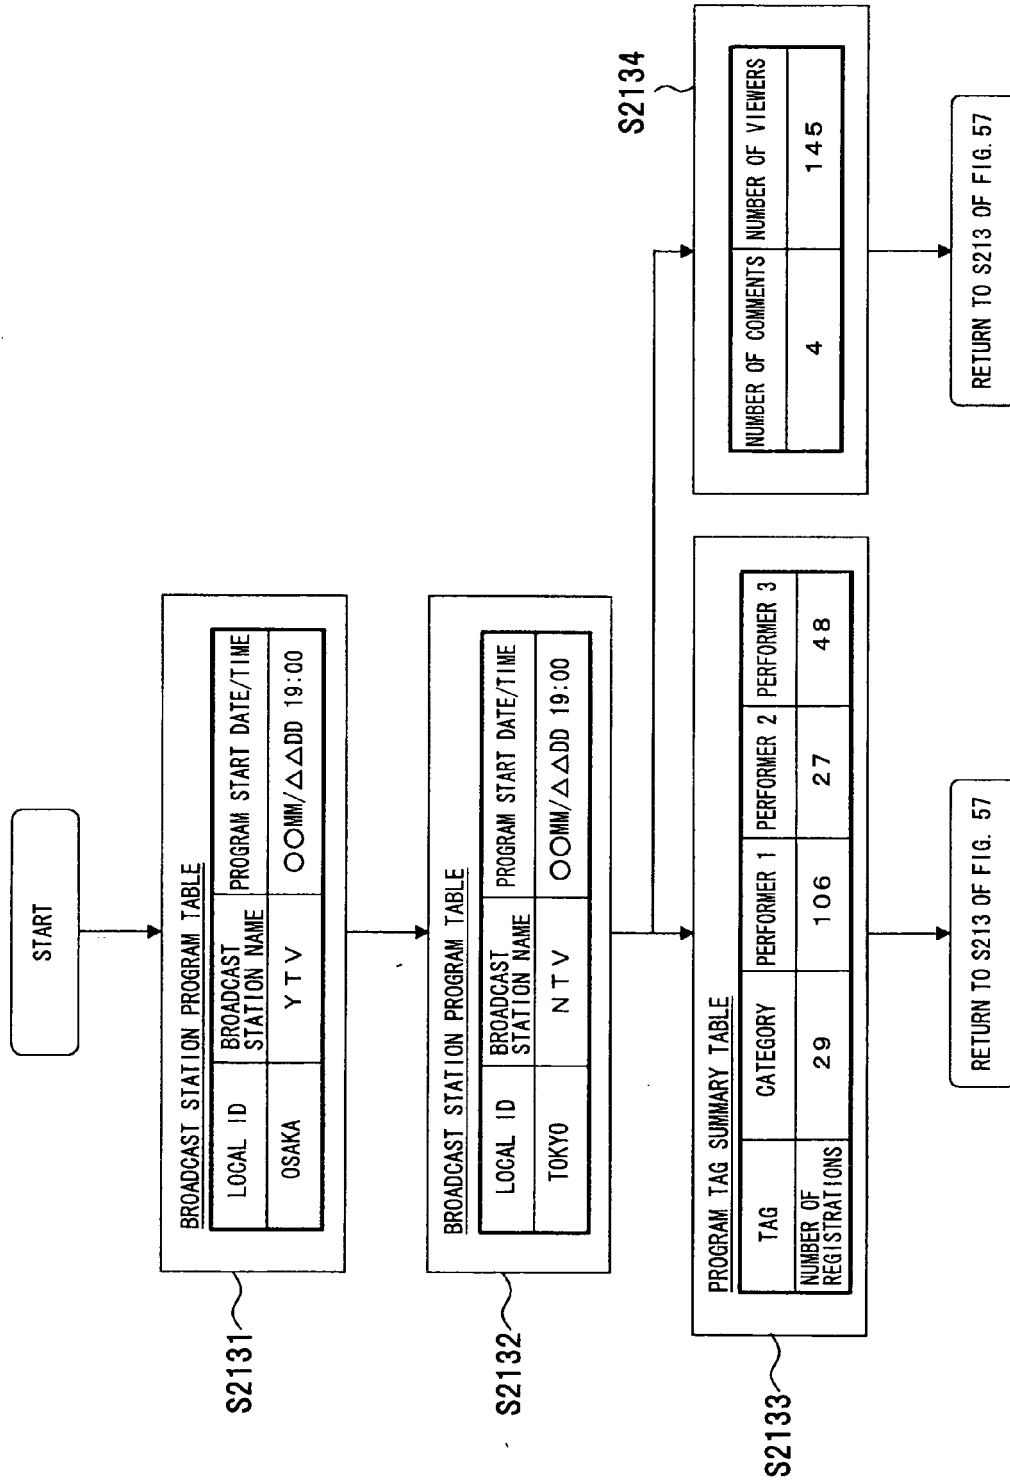 START
BROADCAST STATION PROGRAM TABLE
LOCAL ID BROADCAST STATION NAME PROGRAM START DATE/TIME
OSAKA YTV ○○MM/△△DD 19:00
S2131
BROADCAST STATION PROGRAM TABLE
LOCAL ID BROADCAST STATION NAME PROGRAM START DATE/TIME
TOKYO NTV ○○MM/△△DD 19:00
S2132
PROGRAM TAG SUMMARY TABLE
TAG CATEGORY PERFORMER 1 PERFORMER 2 PERFORMER 3
NUMBER OF REGISTRATIONS 29 106 27 48
S2133
RETURN TO S213 OF FIG. 57
S2134
NUMBER OF COMMENTS NUMBER OF VIEWERS
4 145
RETURN TO S213 OF FIG. 57